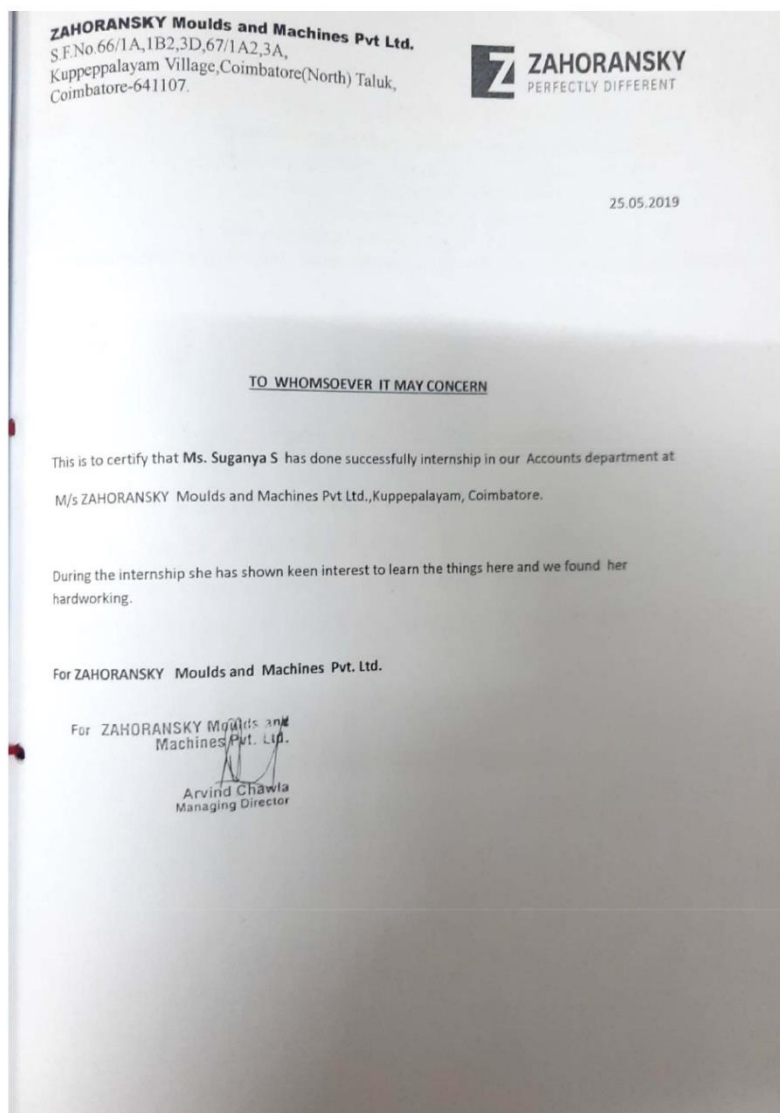 ZAHORANSKY Moulds and Machines Pvt Ltd.
S.F.No.66/1A,1B2,3D,67/1A2,3A,
Kuppeppalayam Village,Coimbatore(North) Taluk,
Coimbatore-641107.
Z ZAHORANSKY
PERFECTLY DIFFERENT
25.05.2019
TO WHOMSOEVER IT MAY CONCERN
This is to certify that Ms. Suganya S has done successfully internship in our Accounts department at
M/s ZAHORANSKY Moulds and Machines Pvt Ltd.,Kuppepalayam, Coimbatore.
During the internship she has shown keen interest to learn the things here and we found her
hardworking.
For ZAHORANSKY Moulds and Machines Pvt. Ltd.
For ZAHORANSKY Moulds and
Machines Pvt. Ltd.
Arvind Chawla
Managing Director